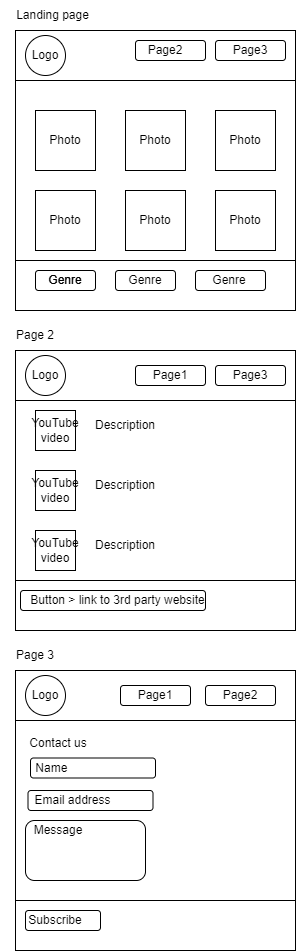 Landing page
Logo
Page2
Page3
Photo
Photo
Photo
Photo
Photo
Photo
Genre
Genre
Genre
Page 2
Logo
Page1
Page3
YouTube
video
Description
YouTube
video
Description
YouTube
video
Description
Button > link to 3rd party website
Page 3
Logo
Page1
Page2
Contact us
Name
Email address
Message
Subscribe